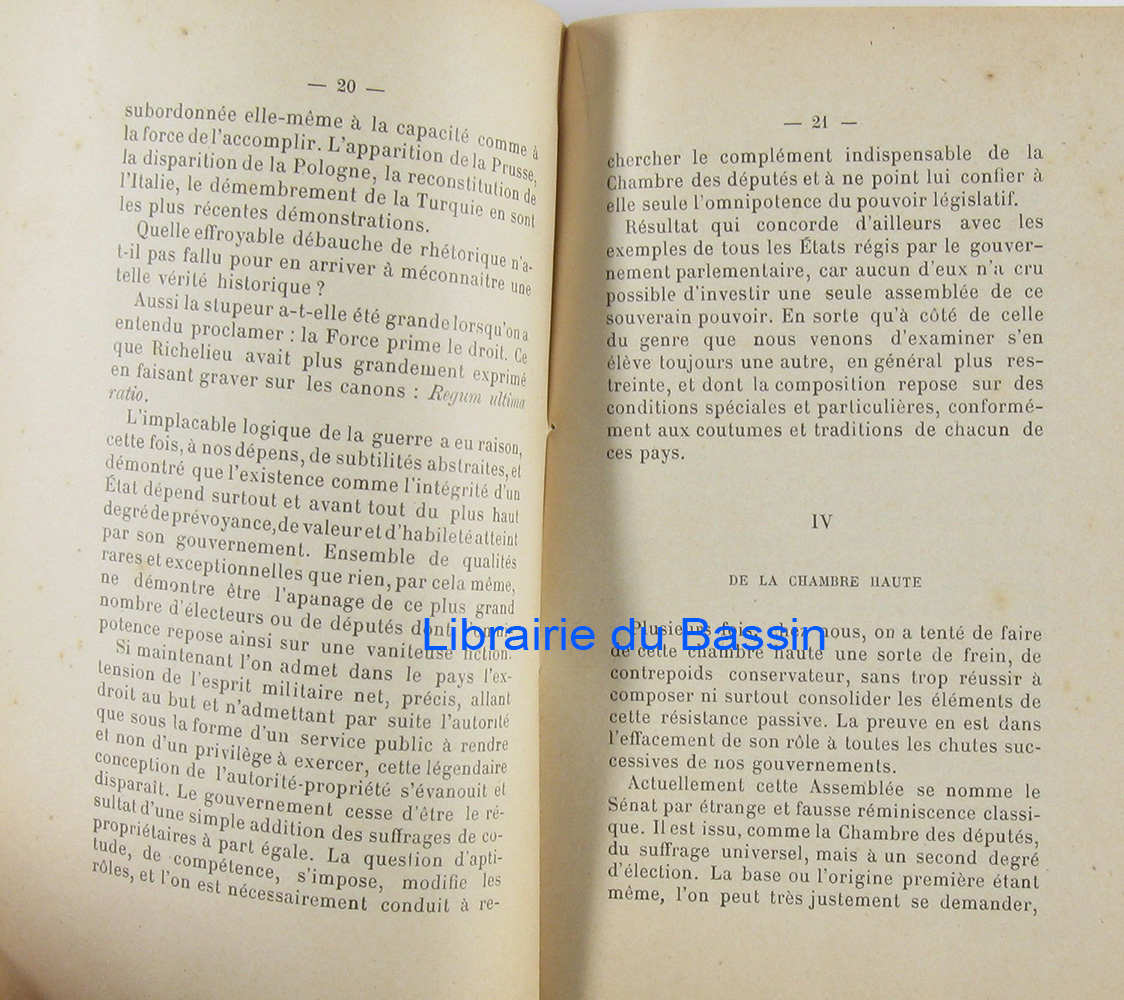 — 20 —
subordonnée elle-même à la capacité comme à
la force de l'accomplir. L'apparition de la Prusse,
la disparition de la Pologne, la reconstitution de
l'Italie, le démembrement de la Turquie en sont
les plus récentes démonstrations.
Quelle effroyable débauche de rhétorique n'a-
t-il pas fallu pour en arriver à méconnaître une
telle vérité historique ?
Aussi la stupeur a-t-elle été grande lorsqu'on a
entendu proclamer : la Force prime le droit. Ce
que Richelieu avait plus grandement exprimé
en faisant graver sur les canons : Regum ultima
ratio.
L'implacable logique de la guerre a eu raison,
cette fois, à nos dépens, de subtilités abstraites, et
démontré que l'existence comme l'intégrité d'un
État dépend surtout et avant tout du plus haut
degré de prévoyance, de valeur et d'habileté atteint
par son gouvernement. Ensemble de qualités
rares et exceptionnelles que rien, par cela même,
ne démontre être l'apanage de ce plus grand
nombre d'électeurs ou de députés dont
potence repose ainsi sur une vaniteuse fiction.
Si maintenant l'on admet dans le pays l'ex-
tension de l'esprit militaire net, précis, allant
droit au but et n'admettant par suite l'autorité
que sous la forme d'un service public à rendre
et non d'un privilège à exercer, cette légendaire
conception de l'autorité-propriété s'évanouit et
disparaît. Le gouvernement cesse d'être le ré-
sultat d'une simple addition des suffrages de co-
propriétaires à part égale. La question d'apti-
tude, de compétence, s'impose, modifie les
rôles, et l'on est nécessairement conduit à re-
— 21 —
chercher le complément indispensable de la
Chambre des députés et à ne point lui confier à
elle seule l'omnipotence du pouvoir législatif.
Résultat qui concorde d'ailleurs avec les
exemples de tous les États régis par le gouver-
nement parlementaire, car aucun d'eux n'a cru
possible d'investir une seule assemblée de ce
souverain pouvoir. En sorte qu'à côté de celle
du genre que nous venons d'examiner s'en
élève toujours une autre, en général plus res-
treinte, et dont la composition repose sur des
conditions spéciales et particulières, conformé-
ment aux coutumes et traditions de chacun de
ces pays.
IV
DE LA CHAMBRE HAUTE
Plusieurs fois, chez nous, on a tenté de faire
de cette chambre haute une sorte de frein, de
contrepoids conservateur, sans trop réussir à
composer ni surtout consolider les éléments de
cette résistance passive. La preuve en est dans
l'effacement de son rôle à toutes les chutes suc-
cessives de nos gouvernements.
Actuellement cette Assemblée se nomme le
Sénat par étrange et fausse réminiscence classi-
que. Il est issu, comme la Chambre des députés,
du suffrage universel, mais à un second degré
d'élection. La base ou l'origine première étant
même, l'on peut très justement se demander,
Librairie du Bassin